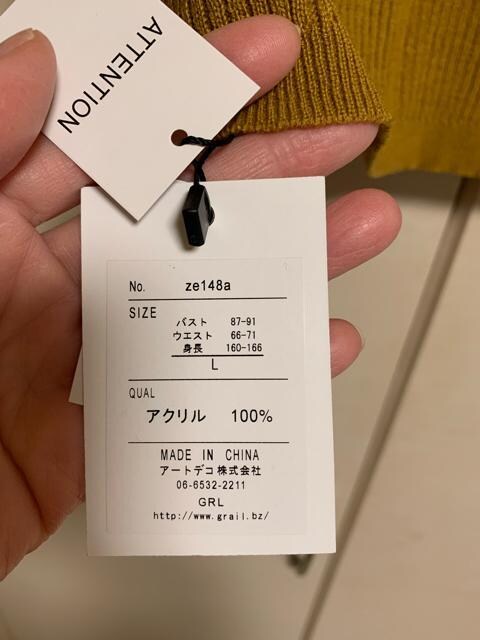 ATTENTION
No. ze148a
SIZE
バスト 87-91
ウエスト 66-71
身長 160-166
L
QUAL
アクリル 100%
MADE IN CHINA
アートデコ株式会社
06-6532-2211
GRL
http://www.grail.bz/